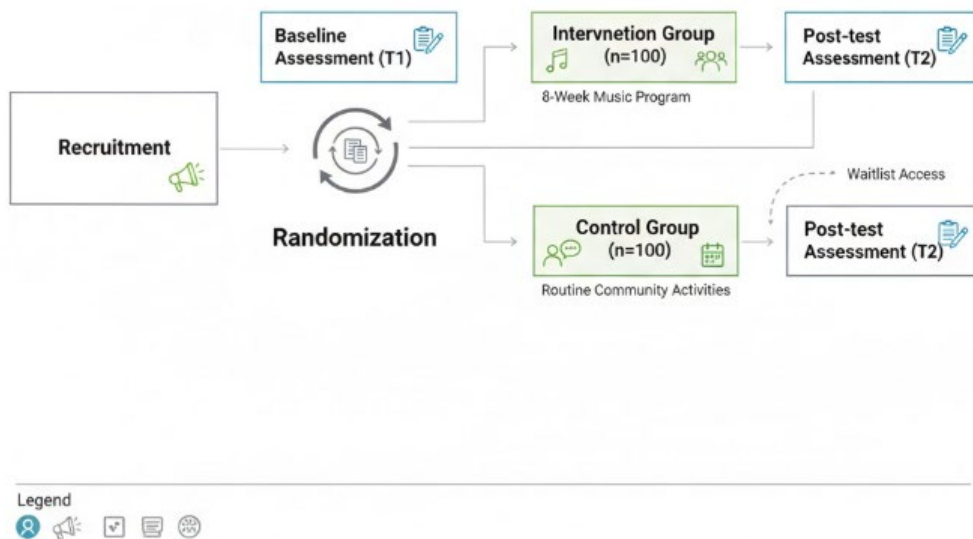 Baseline
Assessment (T1)
Intervnetion Group
(n=100)
8-Week Music Program
Post-test
Assessment (T2)
Recruitment
Randomization
Waitlist Access
Control Group
(n=100)
Routine Community Activities
Post-test
Assessment (T2)
Legend